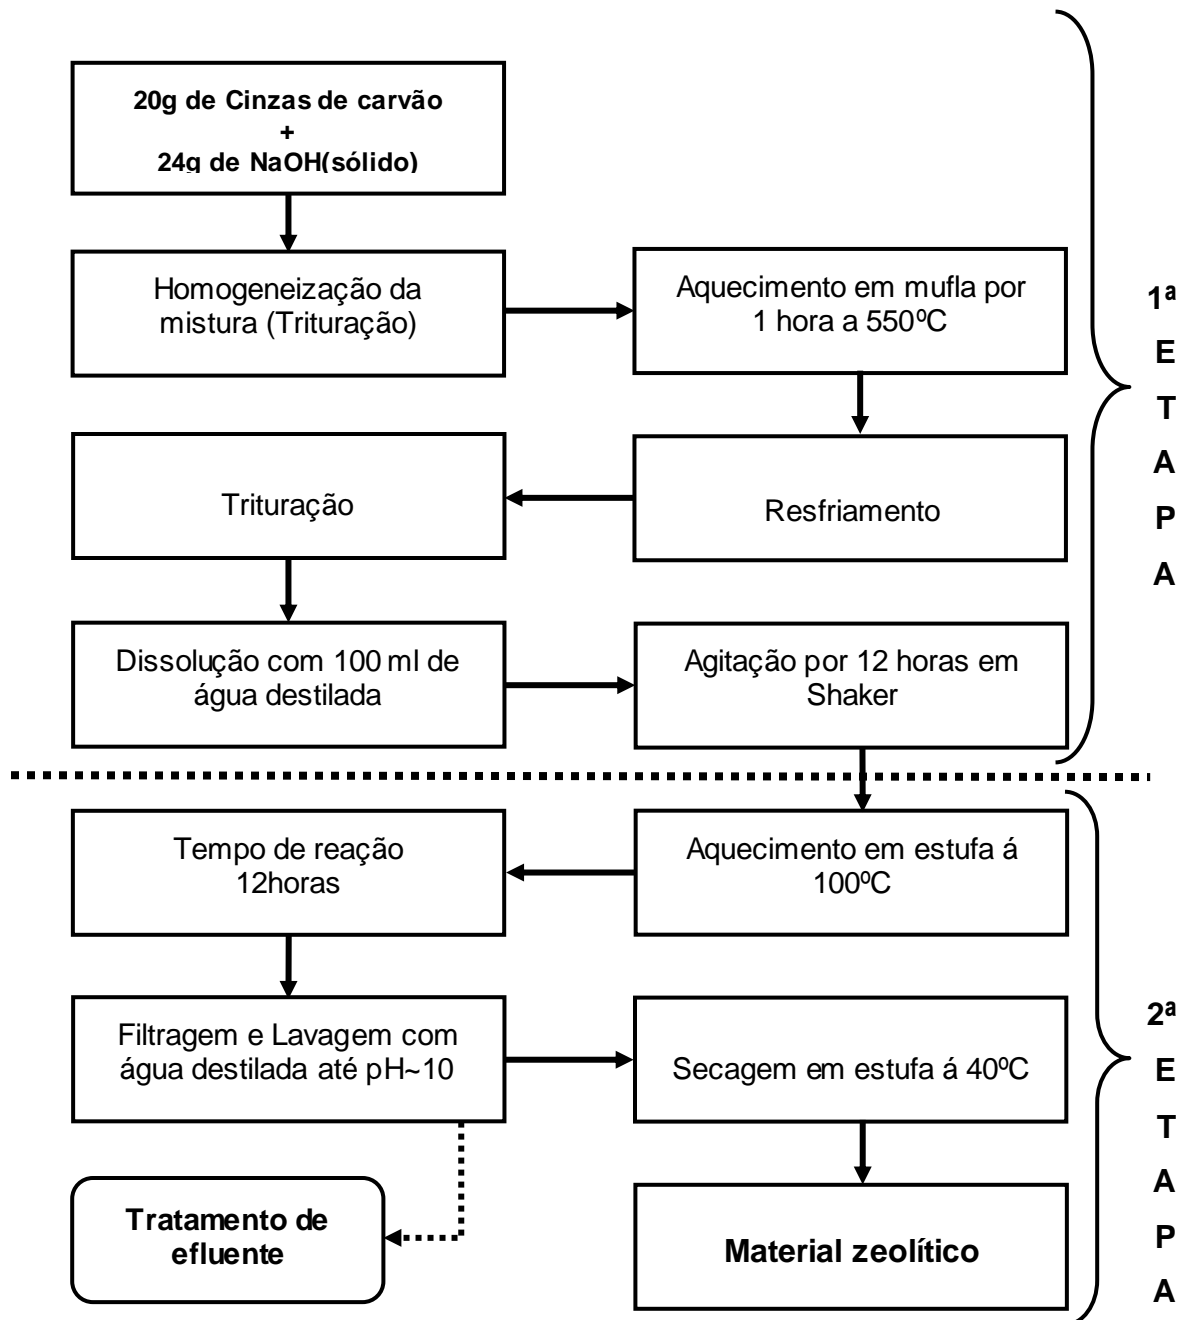 20g de Cinzas de carvão
+
24g de NaOH(sólido)
Homogeneização da
mistura (Trituração)
Aquecimento em mufla por
1 hora a 550ºC
Trituração
Resfriamento
Dissolução com 100 ml de
água destilada
Agitação por 12 horas em
Shaker
1ª
E
T
A
P
A
Tempo de reação
12horas
Aquecimento em estufa á
100ºC
Filtragem e Lavagem com
água destilada até pH~10
Secagem em estufa á 40ºC
Tratamento de
efluente
Material zeolítico
2ª
E
T
A
P
A